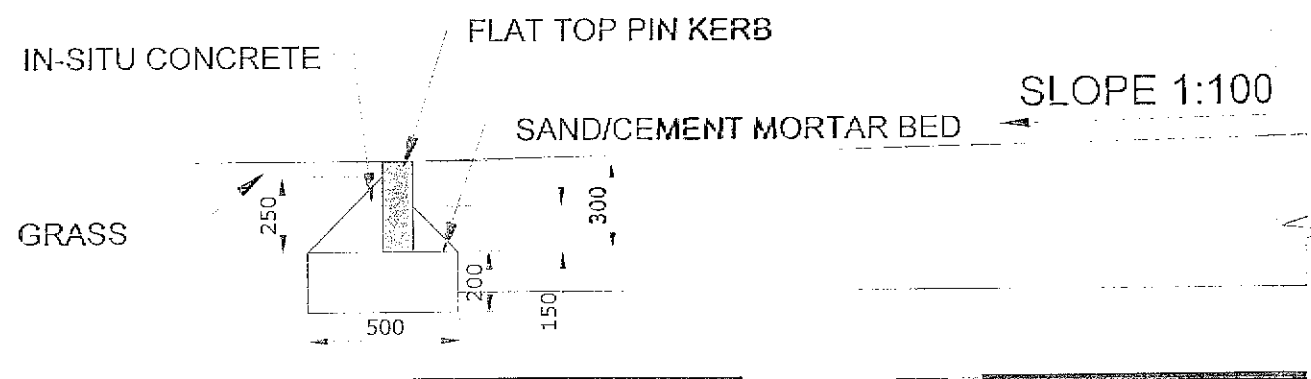 FLAT TOP PIN KERB
IN-SITU CONCRETE
SLOPE 1:100
SAND/CEMENT MORTAR BED
250
300
GRASS
200
150
500